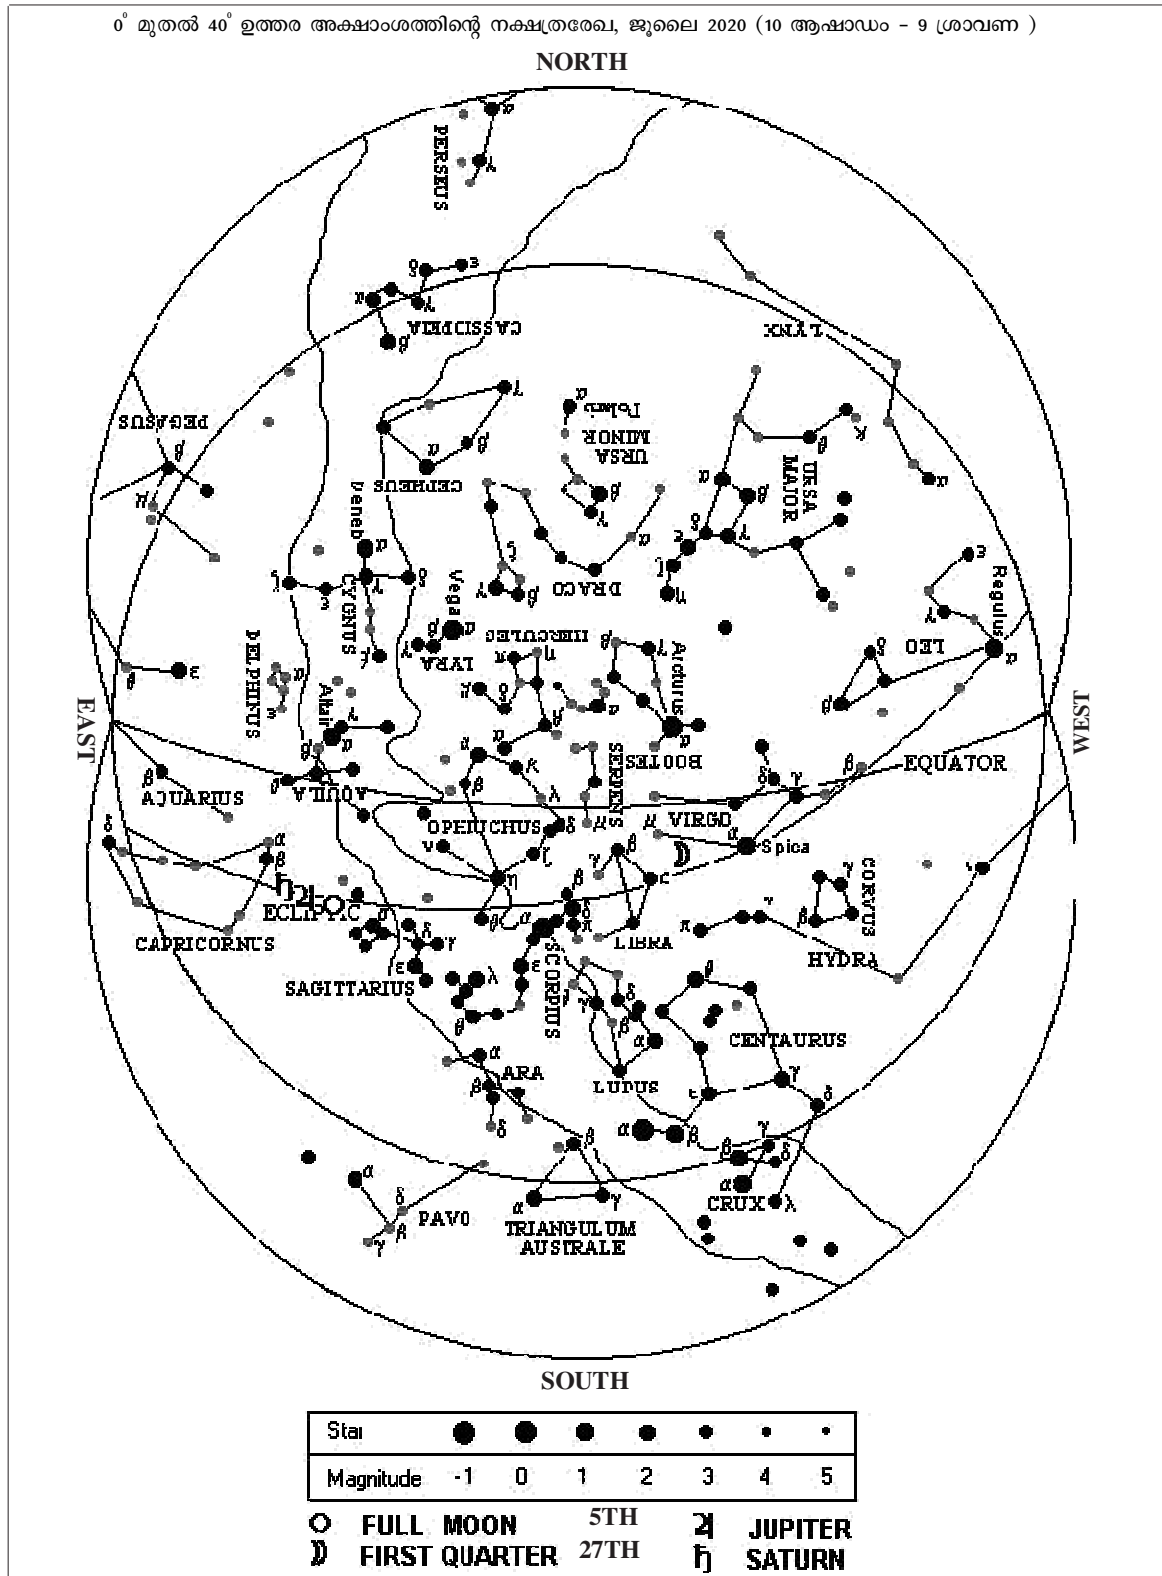 0° മുതൽ 40° ഉത്തര അക്ഷാംശത്തിന്റെ നക്ഷത്രരേഖ, ജൂലൈ 2020 (10 ആഷാഡം - 9 ശ്രാവണ )
NORTH
α
PERSEUS
γ
δ ε
α γ
CASSIOPEIA
β
LYNX
PEGASUS
β
μ
γ
α β
CEPHEUS
α
Polaris
URSA
MINOR
β
γ
θ κ
α β
URSA
MAJOR
α
δ γ
ε
ζ
η
Deneb
α
γ δ
ζ ε
CYGNUS
Vega
β α
γ
LYRA
ζ
γ β
DRACO
α
ε
Regulus
γ
LEO
δ
α
β
θ ε
DELPHINUS
α
ε
Altair
γ
α
β
θ
AQUILA
HERCULES
π η
λ δ
β
α
β γ
Arcturus
α
BOOTES
SERPENS
α
μ
EAST
WEST
β
AQUARIUS
EQUATOR
β
δ γ
VIRGO
μ
α
Spica
α
β κ
λ
OPHIUCHUS
δ
ν ζ
η
θ
γ β
LIBRA
δ
α
β
CAPRICORNUS
ECLIPTIC
γ
β
CORVUS
π γ
HYDRA
SAGITTARIUS
δ γ
ε
λ
β
δ
π
α
ε
θ
SCORPIUS
γ δ
β
α
LUPUS
θ
CENTAURUS
γ
ε
δ
α
ARA
β
δ
α β
β
α γ
TRIANGULUM
AUSTRALE
γ
β δ
α
CRUX λ
α
δ
β
γ
PAVO
SOUTH
Star
Magnitude -1 0 1 2 3 4 5
FULL MOON 5TH ♃ JUPITER
FIRST QUARTER 27TH ♄ SATURN